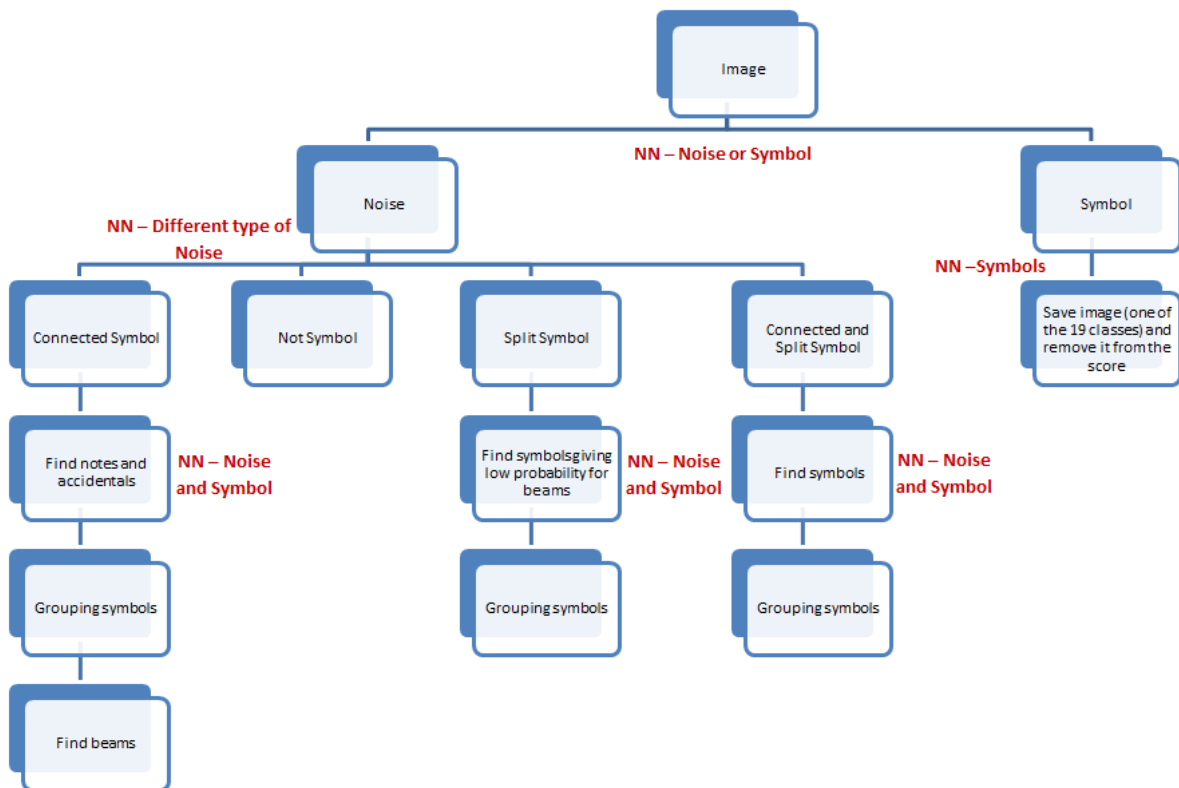 Image
NN – Noise or Symbol
Noise
Symbol
NN – Different type of
Noise
NN –Symbols
Connected Symbol
Not Symbol
Split Symbol
Connected and
Split Symbol
Save image (one of
the 19 classes) and
remove it from the
score
Find notes and
accidentals
NN – Noise
and Symbol
Find symbolsgiving
low probability for
beams
NN – Noise
and Symbol
Find symbols
NN – Noise
and Symbol
Grouping symbols
Grouping symbols
Grouping symbols
Find beams